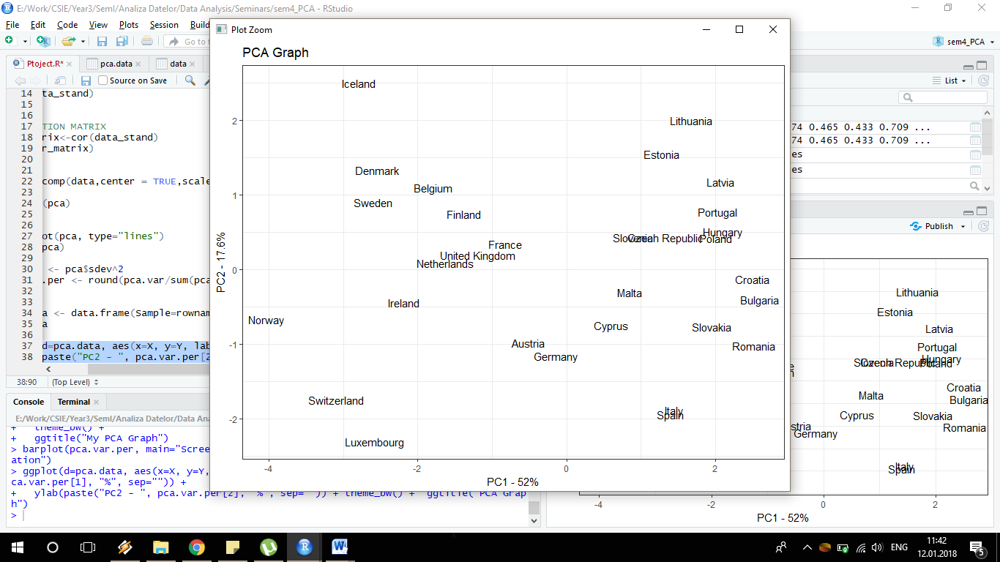 E:/Work/CSIE/Year3/SemI/Analiza Datelor/Data Analysis/Seminars/sem4_PCA - RStudio
File Edit Code View Plots Session Build
Go to
sem4_PCA
Ptoject.R*
pca.data
data
Source on Save
List
14 ta_stand)
15
16
17 TION MATRIX
18 rix<-cor(data_stand)
19 r_matrix)
20
21
22 comp(data,center = TRUE,scale
23
24 (pca)
25
26
27 ot(pca, type="lines")
28 pca)
29
30 <- pca$sdev^2
31 .per <- round(pca.var/sum(pca
32
33
34 a <- data.frame(Sample=rownam
35 a
36
37 d=pca.data, aes(x=X, y=Y, lab
38 paste("PC2 - ", pca.var.per[2
38:90 (Top Level)
Console Terminal
E:/Work/CSIE/Year3/SemI/Analiza Datelor/Data Ana
+ theme_bw() +
+ ggtitle("My PCA Graph")
> barplot(pca.var.per, main="Scree
ation")
> ggplot(d=pca.data, aes(x=X, y=Y,
ca.var.per[1], "%", sep="")) +
+ ylab(paste("PC2 - ", pca.var.per[2], "%", sep="")) + theme_bw() + ggtitle("PCA Grap
h")
>
Plot Zoom
PCA Graph
Iceland
Lithuania
Estonia
Denmark
Latvia
Belgium
Sweden
Finland
Portugal
Hungary
Slovenia
Czech Republic
Poland
France
United Kingdom
Netherlands
Croatia
Malta
Bulgaria
Ireland
Norway
Cyprus
Slovakia
Austria
Romania
Germany
Switzerland
Italy
Spain
Luxembourg
2
1
0
-1
-2
PC2 - 17.6%
-4 -2 0 2
PC1 - 52%
74 0.465 0.433 0.709 ...
74 0.465 0.433 0.709 ...
es
es
Publish
Lithuania
Estonia
Latvia
Portugal
Hungary
Slovenia
Czech Republic
Poland
Croatia
Malta
Bulgaria
Cyprus
Slovakia
stria
Romania
Germany
Italy
Spain
-4 -2 0 2
PC1 - 52%
ENG
11:42
12.01.2018
5